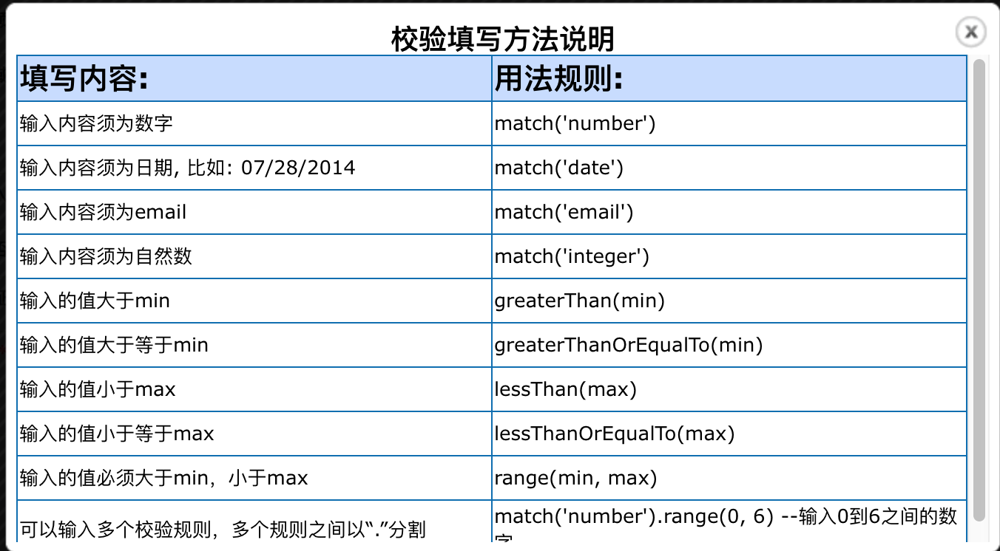 校验填写方法说明
x
填写内容:
用法规则:
输入内容须为数字
match('number')
输入内容须为日期, 比如: 07/28/2014
match('date')
输入内容须为email
match('email')
输入内容须为自然数
match('integer')
输入的值大于min
greaterThan(min)
输入的值大于等于min
greaterThanOrEqualTo(min)
输入的值小于max
lessThan(max)
输入的值小于等于max
lessThanOrEqualTo(max)
输入的值必须大于min，小于max
range(min, max)
可以输入多个校验规则，多个规则之间以“.”分割
match('number').range(0, 6) --输入0到6之间的数
字